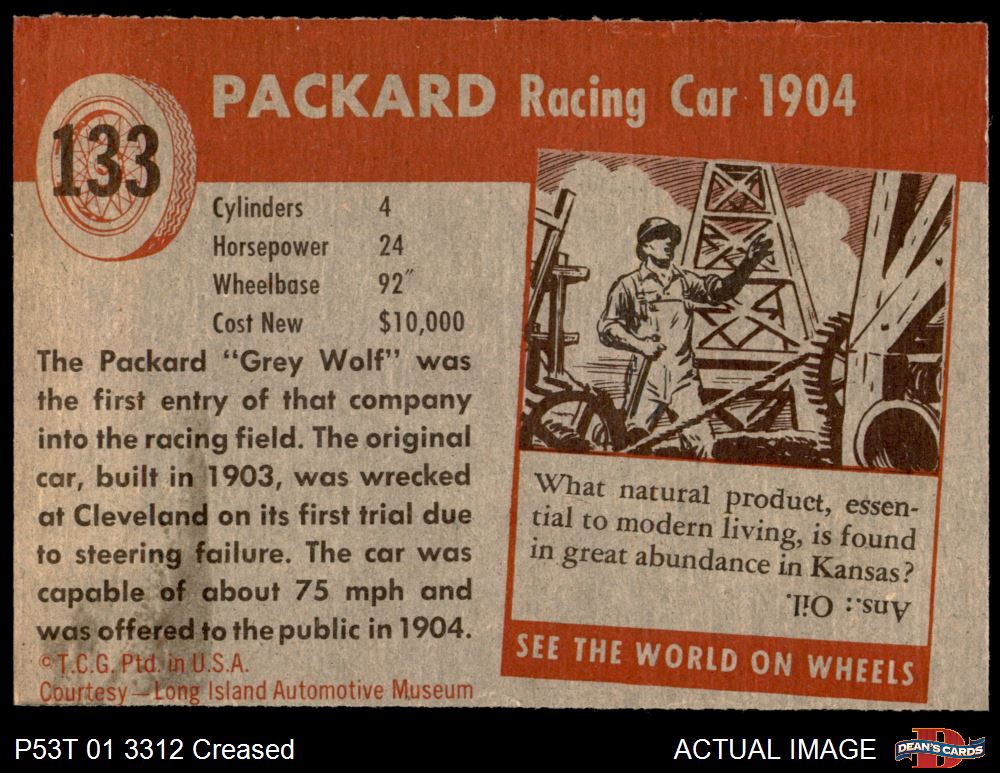 133
PACKARD Racing Car 1904
Cylinders 4
Horsepower 24
Wheelbase 92"
Cost New $10,000
The Packard “Grey Wolf” was
the first entry of that company
into the racing field. The original
car, built in 1903, was wrecked
at Cleveland on its first trial due
to steering failure. The car was
capable of about 75 mph and
was offered to the public in 1904.
© T.C.G. Ptd. in U.S.A.
Courtesy — Long Island Automotive Museum
What natural product, essen-
tial to modern living, is found
in great abundance in Kansas?
Ans.: Oil.
SEE THE WORLD ON WHEELS
P53T 01 3312 Creased
ACTUAL IMAGE
D
DEAN'S CARDS